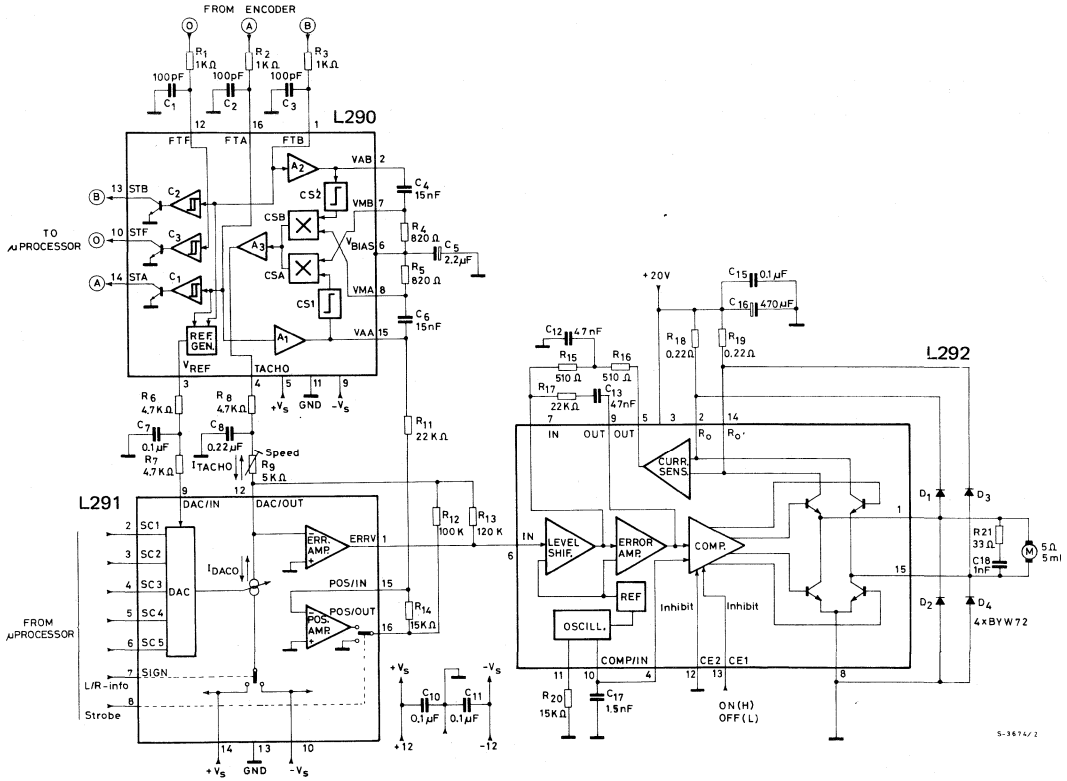 FROM ENCODER
O A B
R1 1KΩ
R2 1KΩ
R3 1KΩ
100pF C1
100pF C2
100pF C3
L290
12 16 1
FTF FTA FTB
A2
VAB 2
C4 15nF
CS2
13 STB
B
C2
CSB
VMB 7
R4 820Ω
TO µPROCESSOR
O
10 STF
C3
A3
VBIAS 6
C5 2.2µF
CSA
R5 820Ω
A
14 STA
C1
VMA 8
CS1
C6 15nF
REF. GEN.
A1
VAA 15
VREF
TACHO
3 4 5 11 9
+VS GND -VS
R6 4.7KΩ
R8 4.7KΩ
R11 22KΩ
C7 0.1µF
C8 0.22µF
R7 4.7KΩ
ITACHO
Speed
R9 5KΩ
L291
9 12
DAC/IN DAC/OUT
R12 100K
R13 120K
2 SC1
3 SC2
4 SC3
5 SC4
6 SC5
7 SIGN
L/R-info
8
Strobe
FROM µPROCESSOR
DAC
IDACO
ERR. AMP.
ERRV 1
POS/IN 15
POS/OUT
16
POS. AMP.
R14 15KΩ
14 13 10
+VS GND -VS
+VS -VS
C10 0.1µF
C11 0.1µF
+12 -12
+20V
C15 0.1µF
C16 470µF
R18 0.22Ω
R19 0.22Ω
L292
C12 47nF
R15 510Ω
R16 510Ω
R17 22KΩ
C13 47nF
7 9 5 3 2 14
IN OUT OUT RO RO'
CURR. SENS.
IN
6
LEVEL SHIF.
ERROR AMP.
COMP.
REF
OSCILL.
Inhibit Inhibit
COMP/IN CE2 CE1
11 10 4 12 13 8
R20 15KΩ
C17 1.5nF
ON(H)
OFF(L)
1
15
D1
D3
R21 33Ω
C18 1nF
M
5Ω
5mH
D2
D4
4xBYW72
S-3674/2